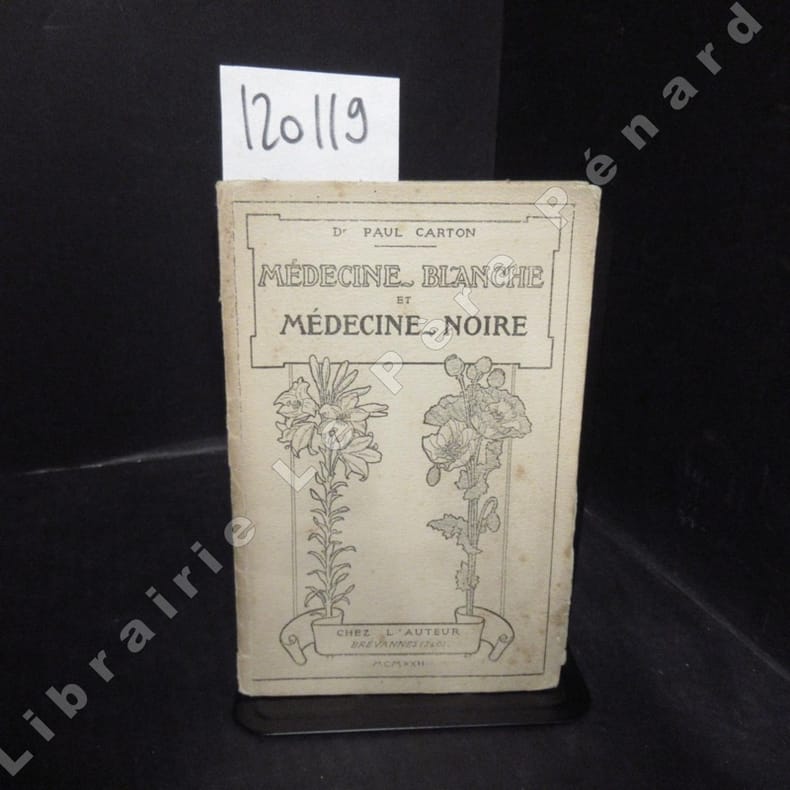 120119
Dr PAUL CARTON
MÉDECINE BLANCHE
ET
MÉDECINE NOIRE
CHEZ L'AUTEUR
BRÉVANNES (S&O).
MCMXXII
Librairie Le Père Pénard